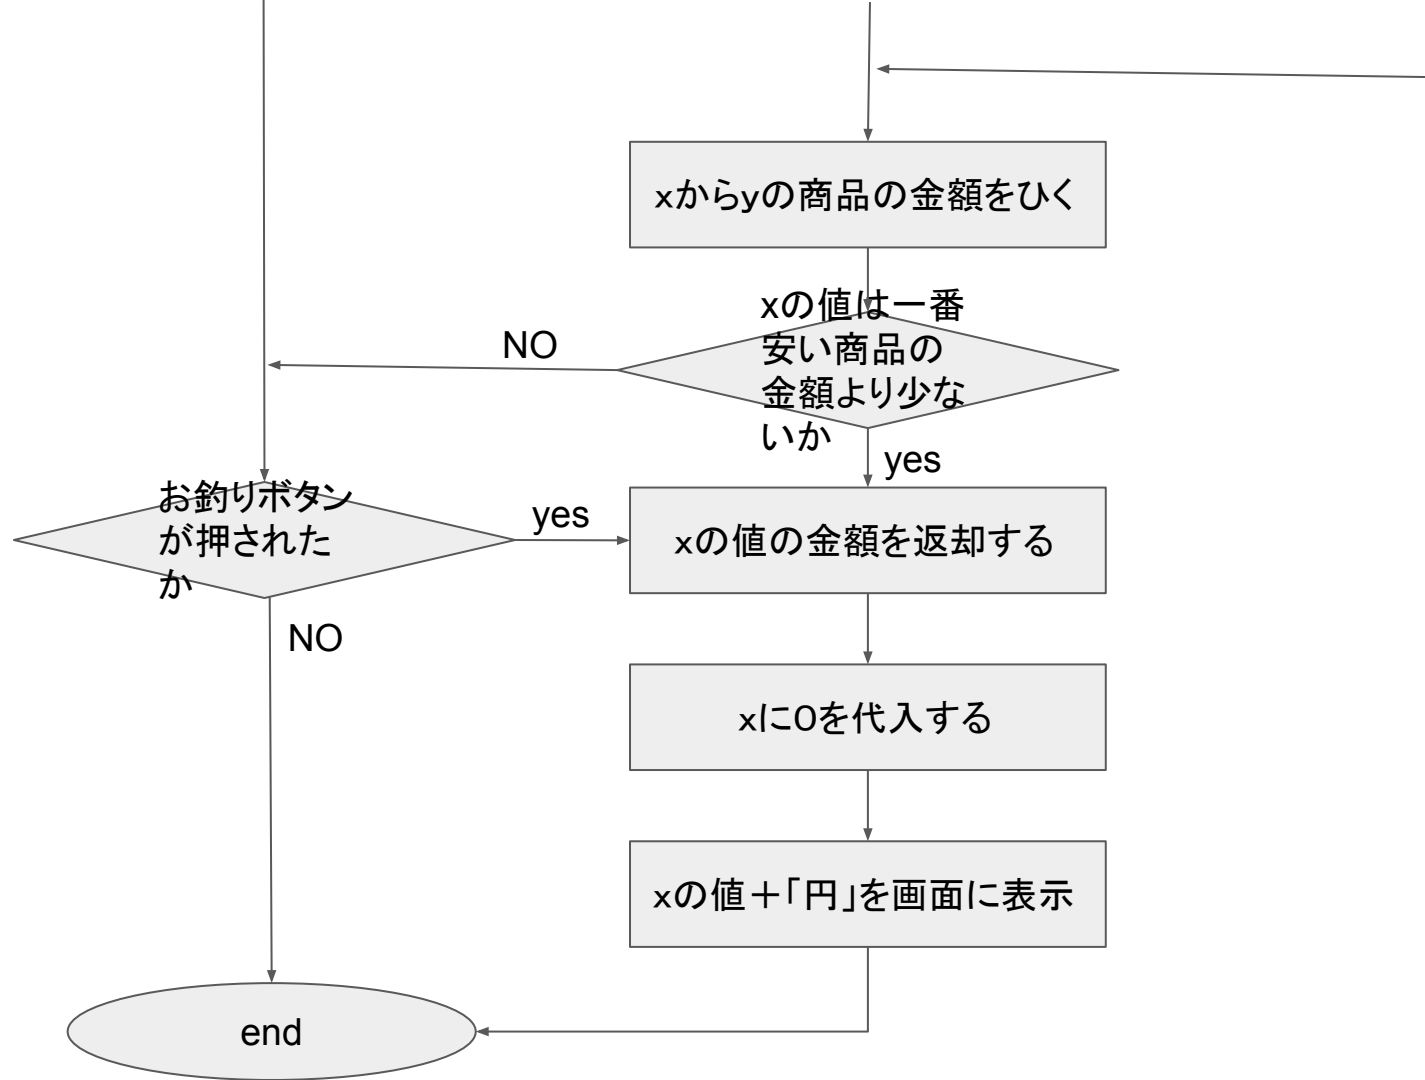 xからyの商品の金額をひく
xの値は一番
安い商品の
金額より少な
いか
NO
yes
お釣りボタン
が押された
か
yes
xの値の金額を返却する
NO
xに0を代入する
xの値＋「円」を画面に表示
end